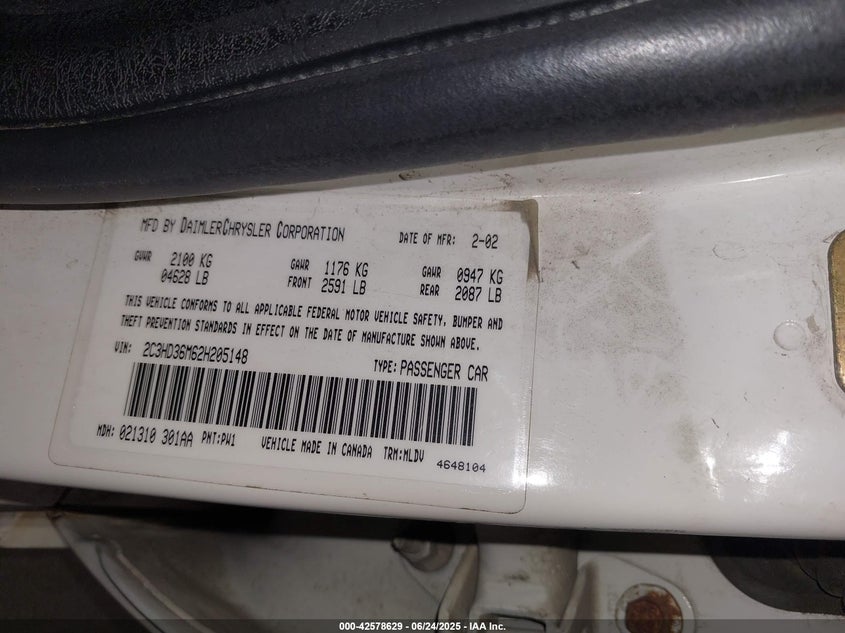 MFD BY DAIMLERCHRYSLER CORPORATION DATE OF MFR: 2-02
GVWR 2100 KG GAWR 1176 KG GAWR 0947 KG
04628 LB FRONT 2591 LB REAR 2087 LB
THIS VEHICLE CONFORMS TO ALL APPLICABLE FEDERAL MOTOR VEHICLE SAFETY, BUMPER AND
THEFT PREVENTION STANDARDS IN EFFECT ON THE DATE OF MANUFACTURE SHOWN ABOVE.
VIN: 2C3HD36M62H205148 TYPE: PASSENGER CAR
MDH: 021310 301AA PNT:PW1 VEHICLE MADE IN CANADA TRM:MLDV
4648104
000-42578629 - 06/24/2025 - IAA Inc.